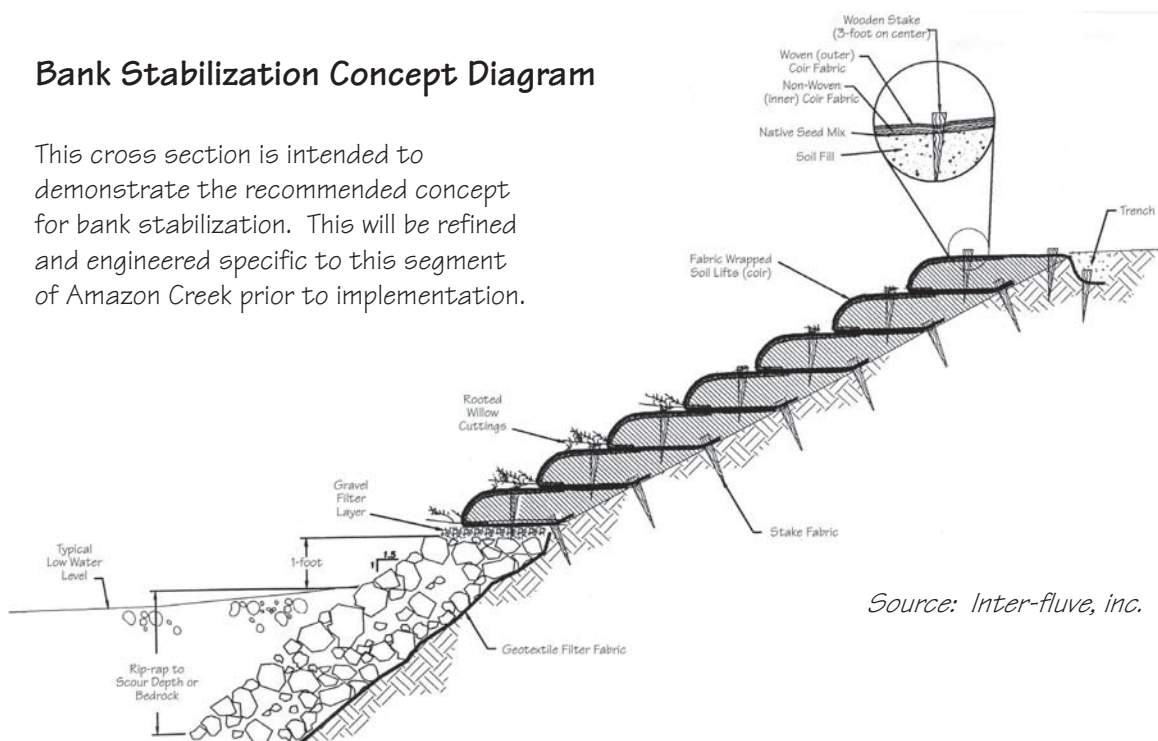 Bank Stabilization Concept Diagram
This cross section is intended to
demonstrate the recommended concept
for bank stabilization. This will be refined
and engineered specific to this segment
of Amazon Creek prior to implementation.
Wooden Stake
(3-foot on center)
Woven (outer)
Coir Fabric
Non-Woven
(inner) Coir Fabric
Native Seed Mix
Soil Fill
Trench
Fabric Wrapped
Soil Lifts (coir)
Rooted
Willow
Cuttings
Gravel
Filter
Layer
Stake Fabric
Typical
Low Water
Level
1-foot
1.5
1
Geotextile Filter Fabric
Rip-rap to
Scour Depth or
Bedrock
Source: Inter-fluve, inc.